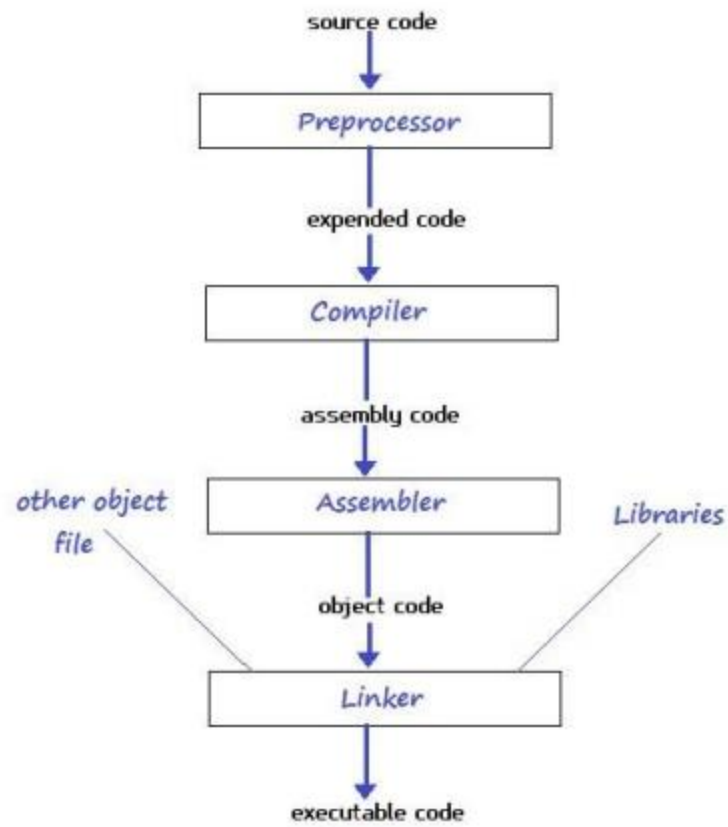 source code
Preprocessor
expended code
Compiler
assembly code
Assembler
other object
file
Libraries
object code
Linker
executable code